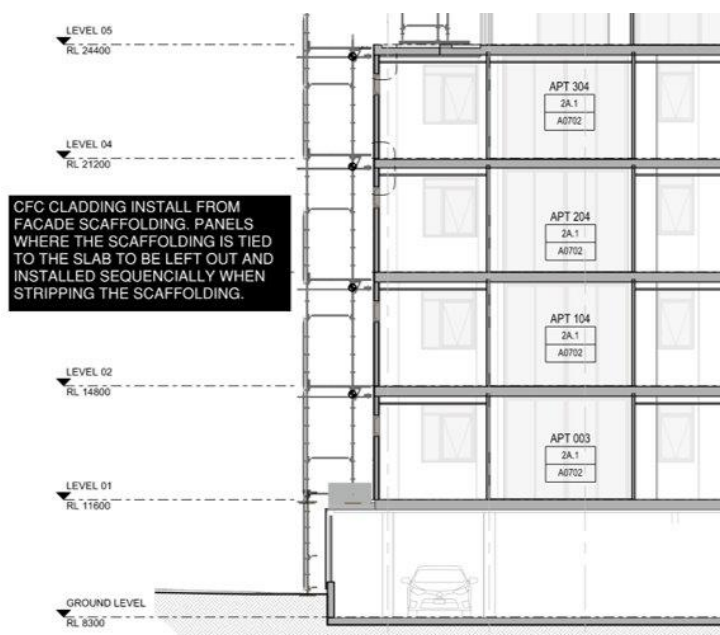 LEVEL 05
RL 24400
APT 304
2A.1
A0702
LEVEL 04
RL 21200
CFC CLADDING INSTALL FROM
FACADE SCAFFOLDING. PANELS
WHERE THE SCAFFOLDING IS TIED
TO THE SLAB TO BE LEFT OUT AND
INSTALLED SEQUENCIALLY WHEN
STRIPPING THE SCAFFOLDING.
APT 204
2A.1
A0702
APT 104
2A.1
A0702
LEVEL 02
RL 14800
APT 003
2A.1
A0702
LEVEL 01
RL 11600
GROUND LEVEL
RL 8300